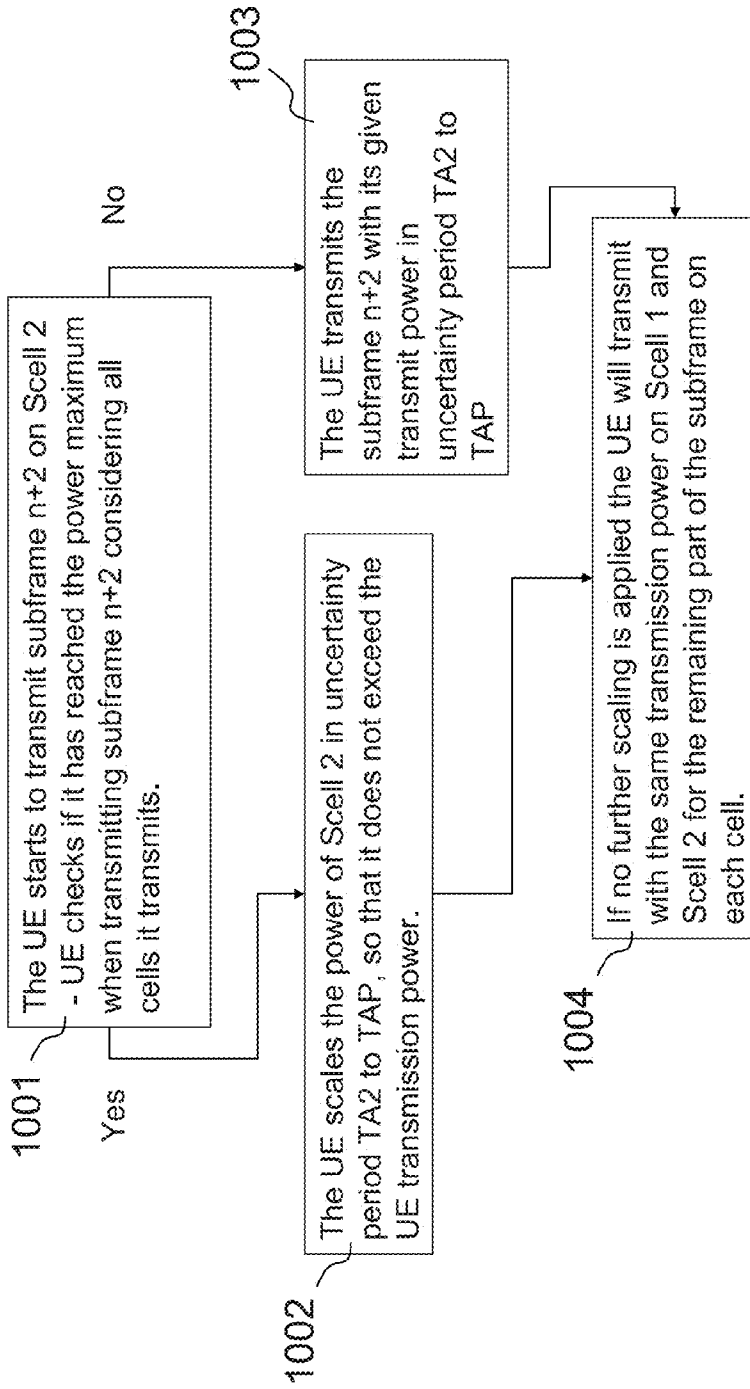 1001
The UE starts to transmit subframe n+2 on Scell 2
- UE checks if it has reached the power maximum
when transmitting subframe n+2 considering all
cells it transmits.
Yes
No
1002
The UE scales the power of Scell 2 in uncertainty
period TA2 to TAP, so that it does not exceed the
UE transmission power.
1003
The UE transmits the
subframe n+2 with its given
transmit power in
uncertainty period TA2 to
TAP
1004
If no further scaling is applied the UE will transmit
with the same transmission power on Scell 1 and
Scell 2 for the remaining part of the subframe on
each cell.